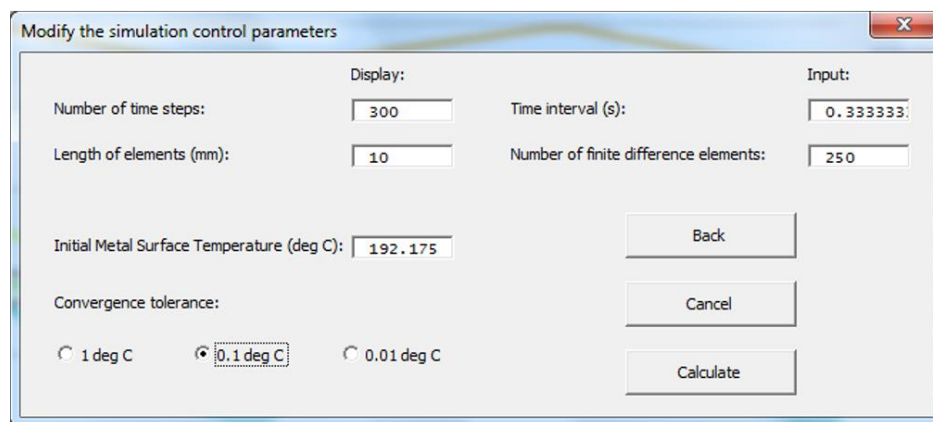 Modify the simulation control parameters
X
Display: Input:
Number of time steps: 300 Time interval (s): 0.333333
Length of elements (mm): 10 Number of finite difference elements: 250
Back
Initial Metal Surface Temperature (deg C): 192.175
Convergence tolerance: Cancel
1 deg C 0.1 deg C 0.01 deg C
Calculate